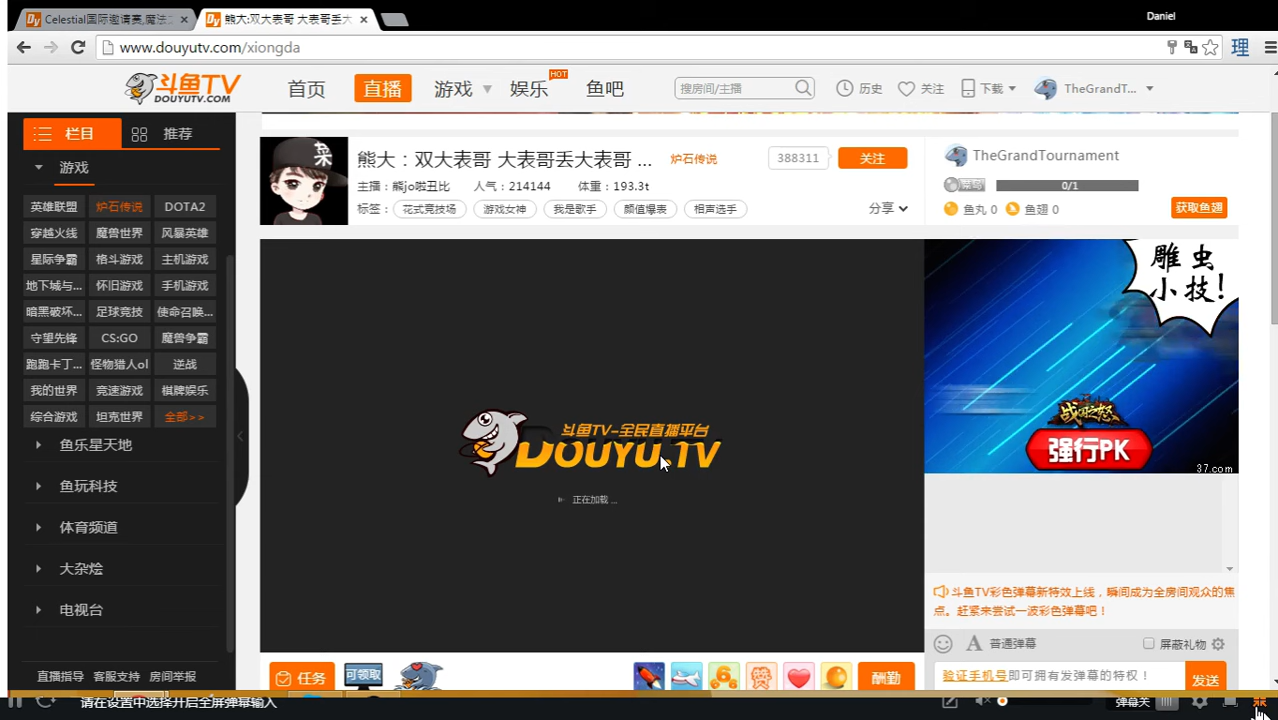 Daniel
Celestial国际邀请赛,魔法
熊大:双大表哥 大表哥丢大
www.douyutv.com/xiongda
理
斗鱼TV
DOUYUTV.COM
首页
直播
游戏
娱乐
HOT
鱼吧
搜房间/主播
历史
关注
下载
TheGrandT...
栏目
推荐
游戏
英雄联盟 炉石传说 DOTA2
穿越火线 魔兽世界 风暴英雄
星际争霸 格斗游戏 主机游戏
地下城与... 怀旧游戏 手机游戏
暗黑破坏... 足球竞技 使命召唤...
守望先锋 CS:GO 魔兽争霸
跑跑卡丁... 怪物猎人ol 逆战
我的世界 竞速游戏 棋牌娱乐
综合游戏 坦克世界 全部>>
鱼乐星天地
鱼玩科技
体育频道
大杂烩
电视台
直播指导 客服支持 房间举报
菜
熊大：双大表哥 大表哥丢大表哥 ...
炉石传说
388311
关注
主播：熊jo啦丑比 人气：214144 体重：193.3t
标签： 花式竞技场 游戏女神 我是歌手 颜值爆表 相声选手
分享
TheGrandTournament
0/1
鱼丸 0 鱼翅 0
获取鱼翅
斗鱼TV-全民直播平台
DOUYU.TV
正在加载 ...
雕虫
小技！
战国之怒
强行PK
37.com
斗鱼TV彩色弹幕新特效上线，瞬间成为全房间观众的焦
点。赶紧来尝试一波彩色弹幕吧！
普通弹幕
屏蔽礼物
验证手机号即可拥有发弹幕的特权！
发送
任务
可领取
6
酬勤
请在设置中选择开启全屏弹幕输入
弹幕关